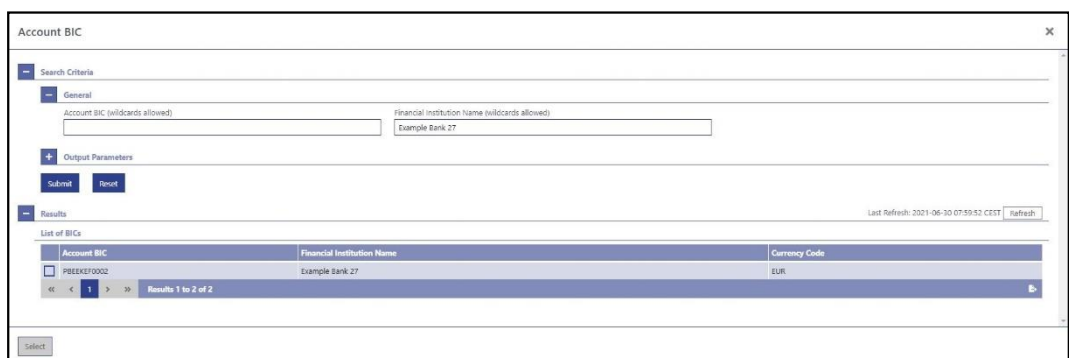 Account BIC
Search Criteria
General
Account BIC (wildcards allowed) Financial Institution Name (wildcards allowed)
Example Bank 27
Output Parameters
Submit Reset
Results Last Refresh: 2021-06-30 07:59:52 CEST Refresh
List of BICs
Account BIC Financial Institution Name Currency Code
PBEEKEF0002 Example Bank 27 EUR
« < 1 > » Results 1 to 2 of 2
Select